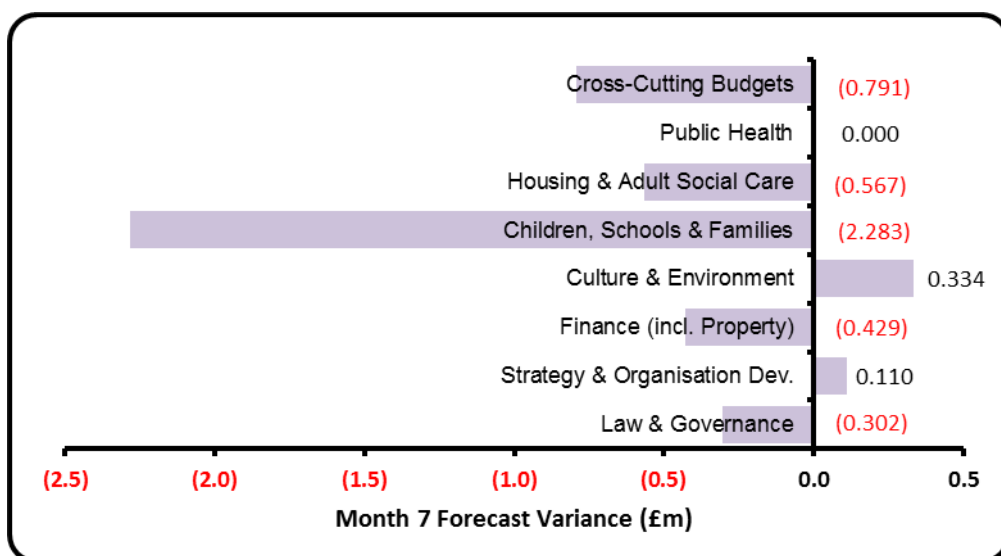 Cross-Cutting Budgets (0.791)
Public Health 0.000
Housing & Adult Social Care (0.567)
Children, Schools & Families (2.283)
Culture & Environment 0.334
Finance (incl. Property) (0.429)
Strategy & Organisation Dev. 0.110
Law & Governance (0.302)
(2.5) (2.0) (1.5) (1.0) (0.5) 0.0 0.5
Month 7 Forecast Variance (£m)